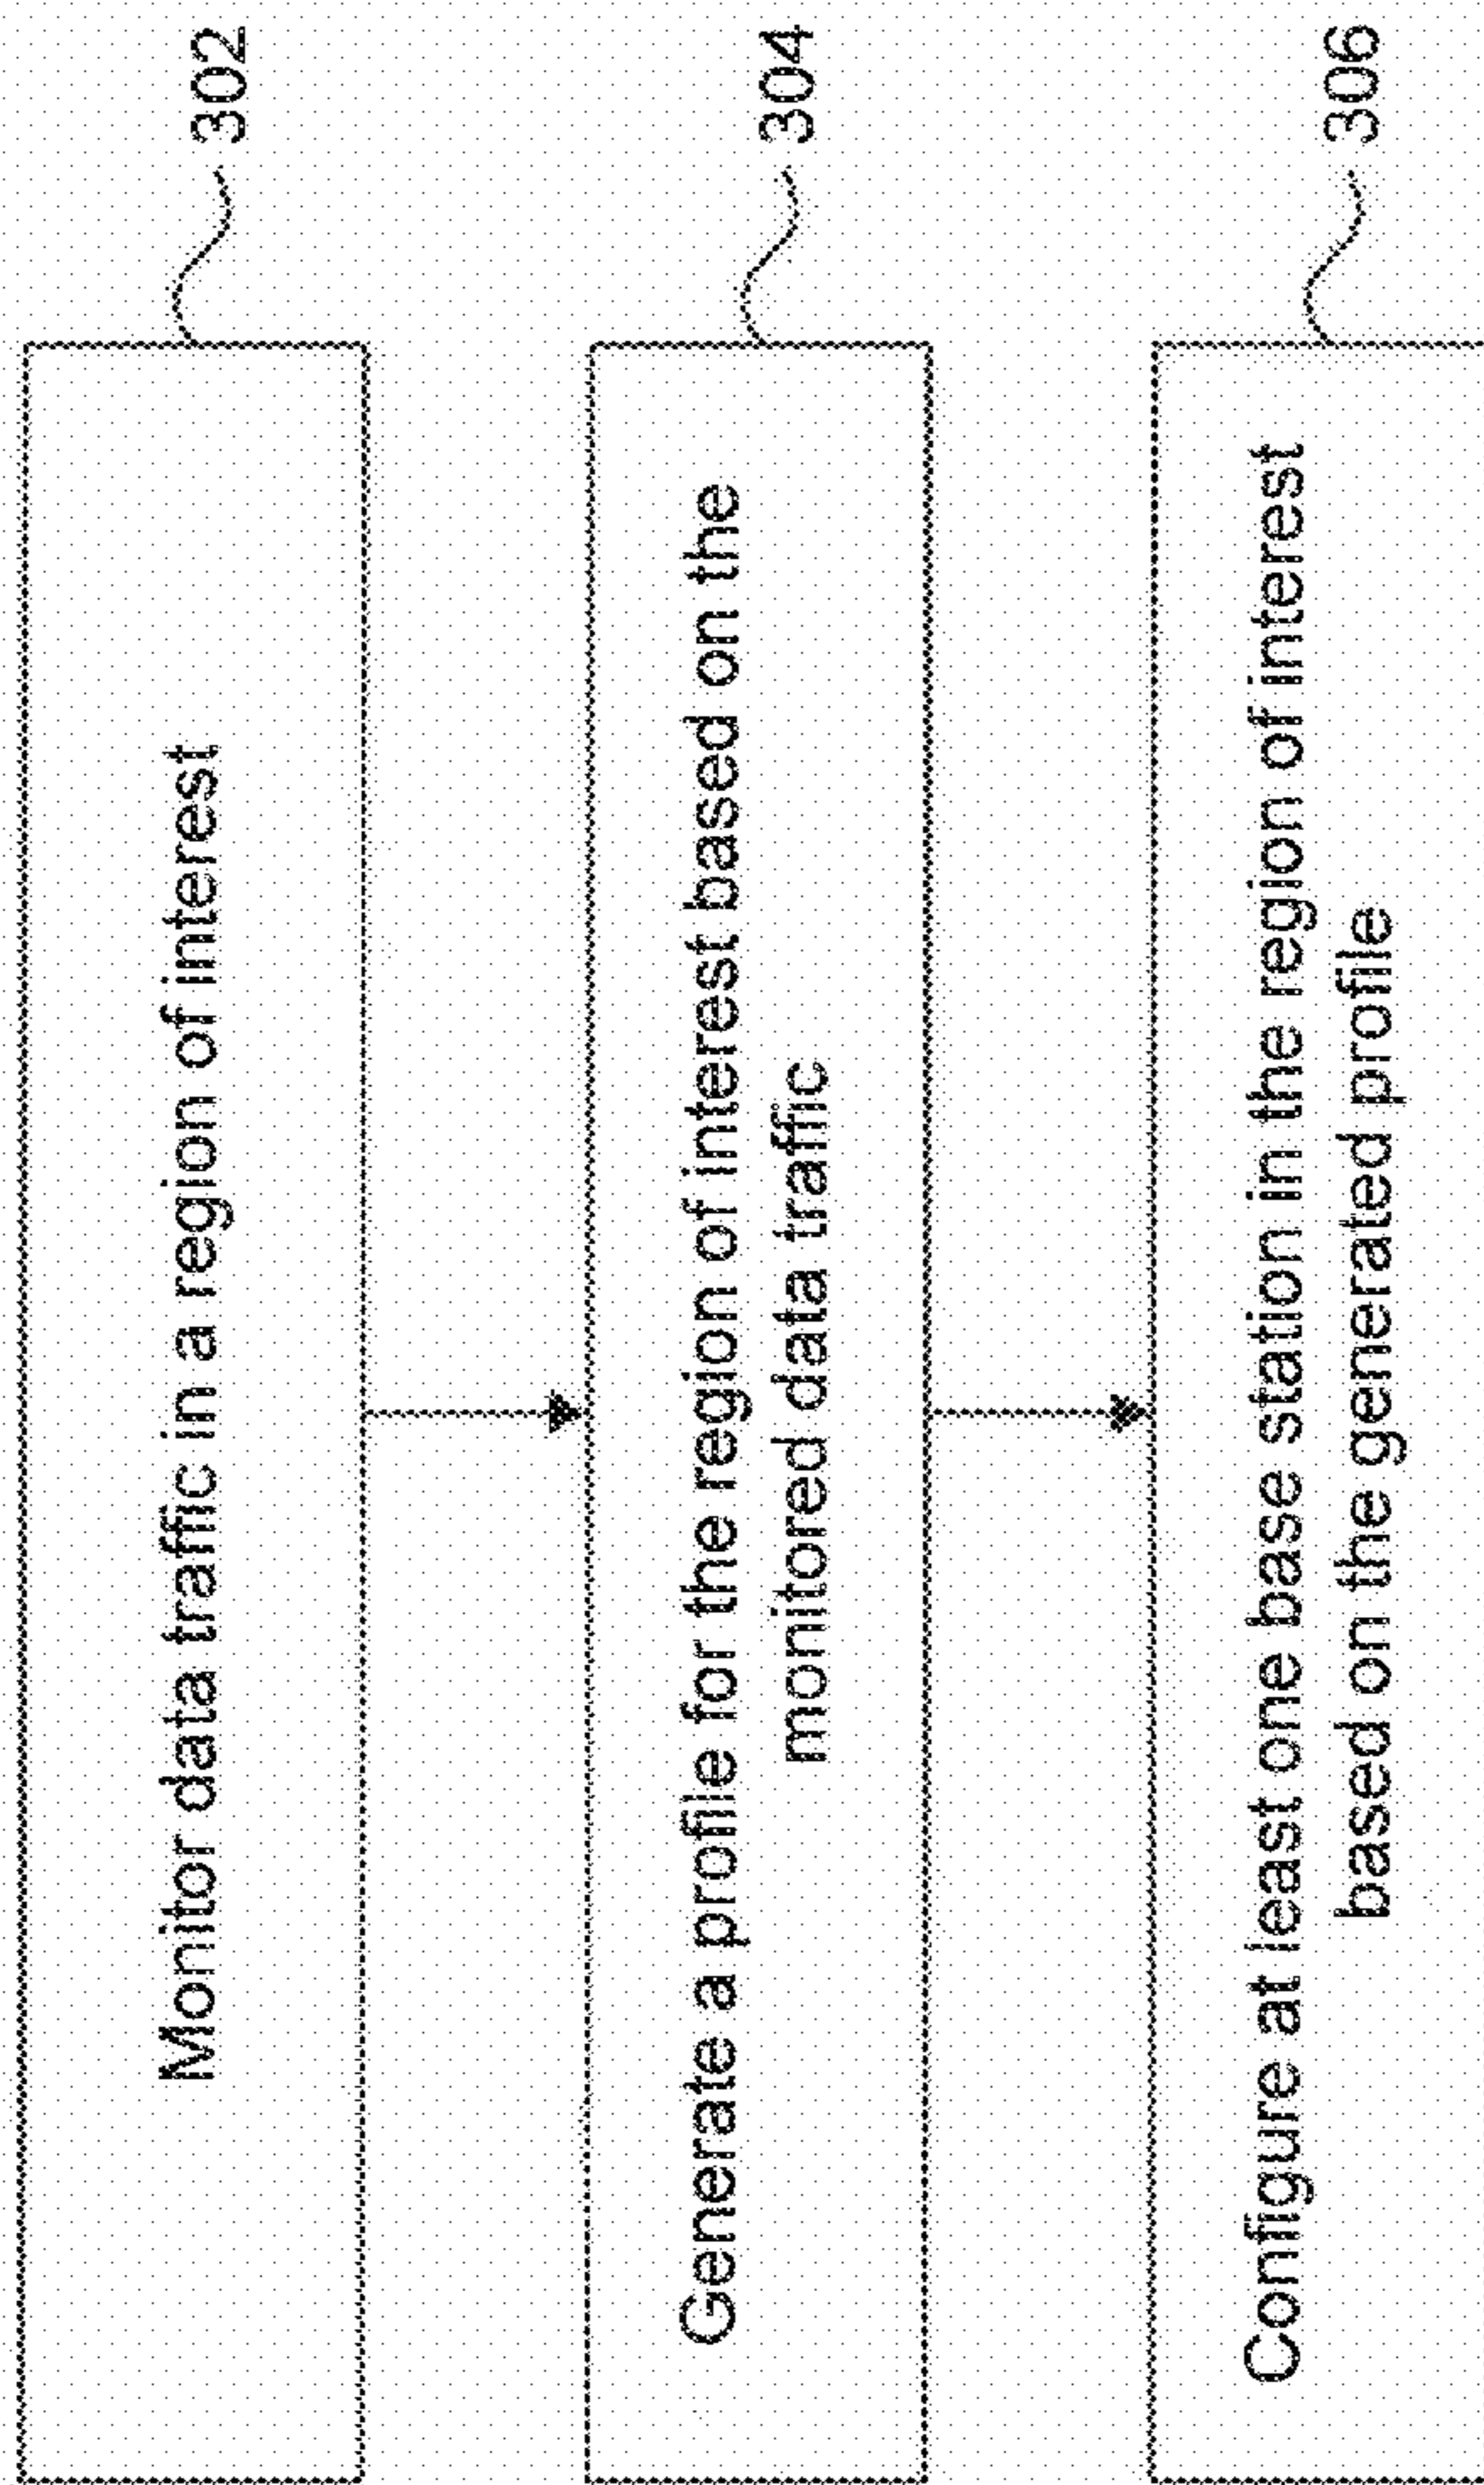 Monitor data traffic in a region of interest
302
Generate a profile for the region of interest based on the
monitored data traffic
304
Configure at least one base station in the region of interest
based on the generated profile
306